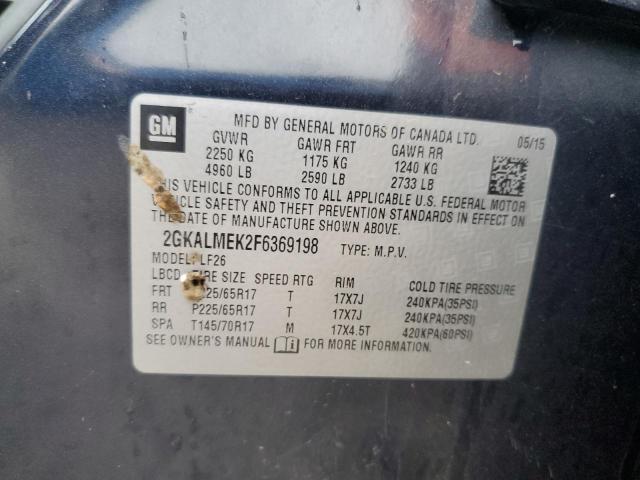 GM
MFD BY GENERAL MOTORS OF CANADA LTD. 05/15
GVWR GAWR FRT GAWR RR
2250 KG 1175 KG 1240 KG
4960 LB 2590 LB 2733 LB
THIS VEHICLE CONFORMS TO ALL APPLICABLE U.S. FEDERAL MOTOR
VEHICLE SAFETY AND THEFT PREVENTION STANDARDS IN EFFECT ON
THE DATE OF MANUFACTURE SHOWN ABOVE.
2GKALMEK2F6369198 TYPE: M.P.V.
MODEL: LF26
LBCD TIRE SIZE SPEED RTG RIM COLD TIRE PRESSURE
FRT P225/65R17 T 17X7J 240KPA(35PSI)
RR P225/65R17 T 17X7J 240KPA(35PSI)
SPA T145/70R17 M 17X4.5T 420KPA(60PSI)
SEE OWNER'S MANUAL i FOR MORE INFORMATION.